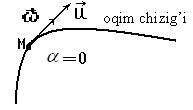 ω⃗ u⃗ oqim chizig'i
M
α=0